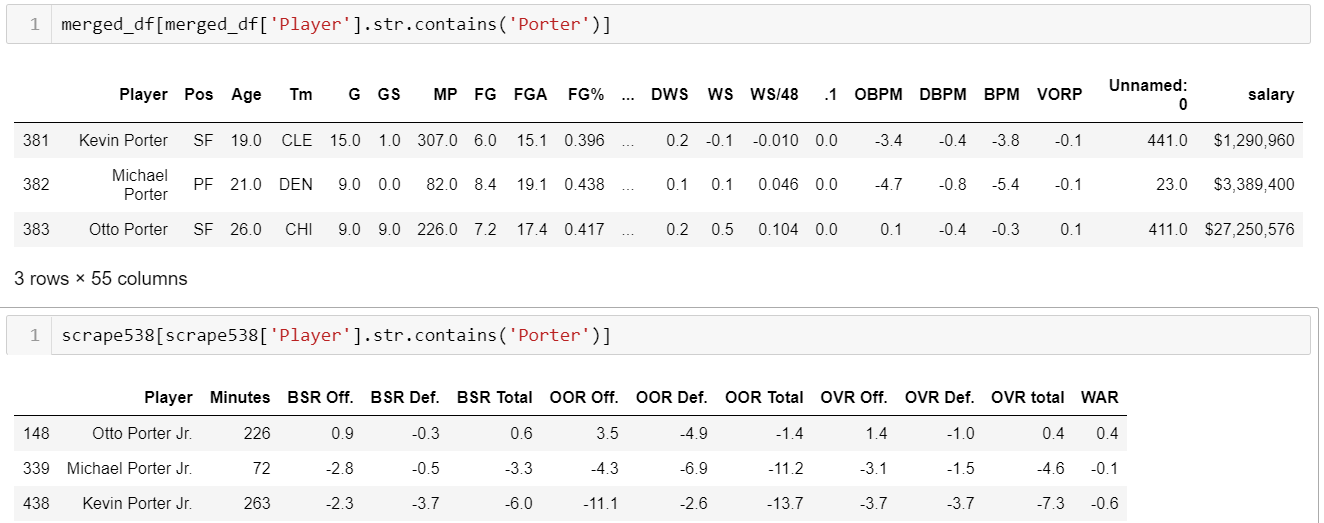 1 merged_df[merged_df['Player'].str.contains('Porter')]
Player Pos Age Tm G GS MP FG FGA FG% ... DWS WS WS/48 .1 OBPM DBPM BPM VORP Unnamed: 0 salary
381 Kevin Porter SF 19.0 CLE 15.0 1.0 307.0 6.0 15.1 0.396 ... 0.2 -0.1 -0.010 0.0 -3.4 -0.4 -3.8 -0.1 441.0 $1,290,960
382 Michael Porter PF 21.0 DEN 9.0 0.0 82.0 8.4 19.1 0.438 ... 0.1 0.1 0.046 0.0 -4.7 -0.8 -5.4 -0.1 23.0 $3,389,400
383 Otto Porter SF 26.0 CHI 9.0 9.0 226.0 7.2 17.4 0.417 ... 0.2 0.5 0.104 0.0 0.1 -0.4 -0.3 0.1 411.0 $27,250,576
3 rows × 55 columns
1 scrape538[scrape538['Player'].str.contains('Porter')]
Player Minutes BSR Off. BSR Def. BSR Total OOR Off. OOR Def. OOR Total OVR Off. OVR Def. OVR total WAR
148 Otto Porter Jr. 226 0.9 -0.3 0.6 3.5 -4.9 -1.4 1.4 -1.0 0.4 0.4
339 Michael Porter Jr. 72 -2.8 -0.5 -3.3 -4.3 -6.9 -11.2 -3.1 -1.5 -4.6 -0.1
438 Kevin Porter Jr. 263 -2.3 -3.7 -6.0 -11.1 -2.6 -13.7 -3.7 -3.7 -7.3 -0.6